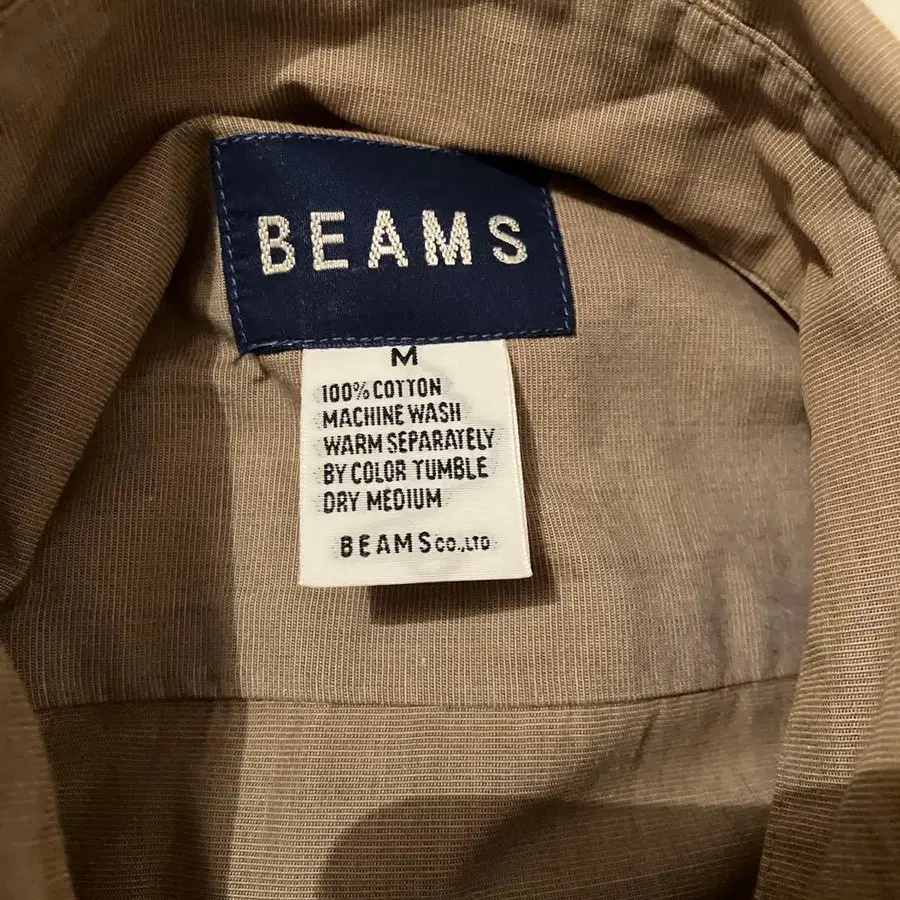 BEAMS
M
100% COTTON
MACHINE WASH
WARM SEPARATELY
BY COLOR TUMBLE
DRY MEDIUM
BEAMS CO.,LTD